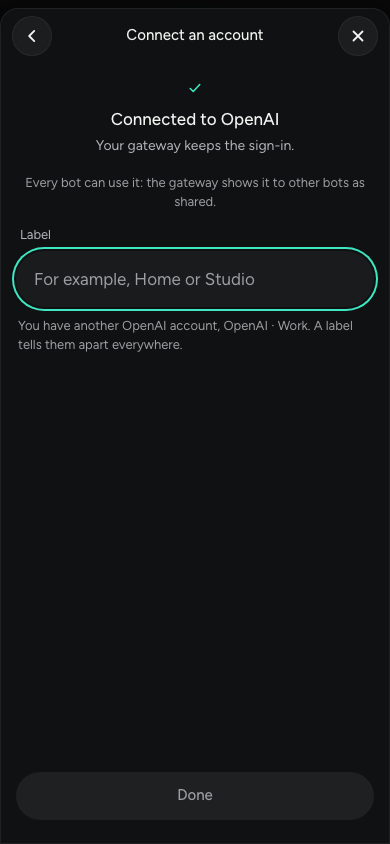 Connect an account
Connected to OpenAI
Your gateway keeps the sign-in.
Every bot can use it: the gateway shows it to other bots as
shared.
Label
For example, Home or Studio
You have another OpenAI account, OpenAI · Work. A label
tells them apart everywhere.
Done